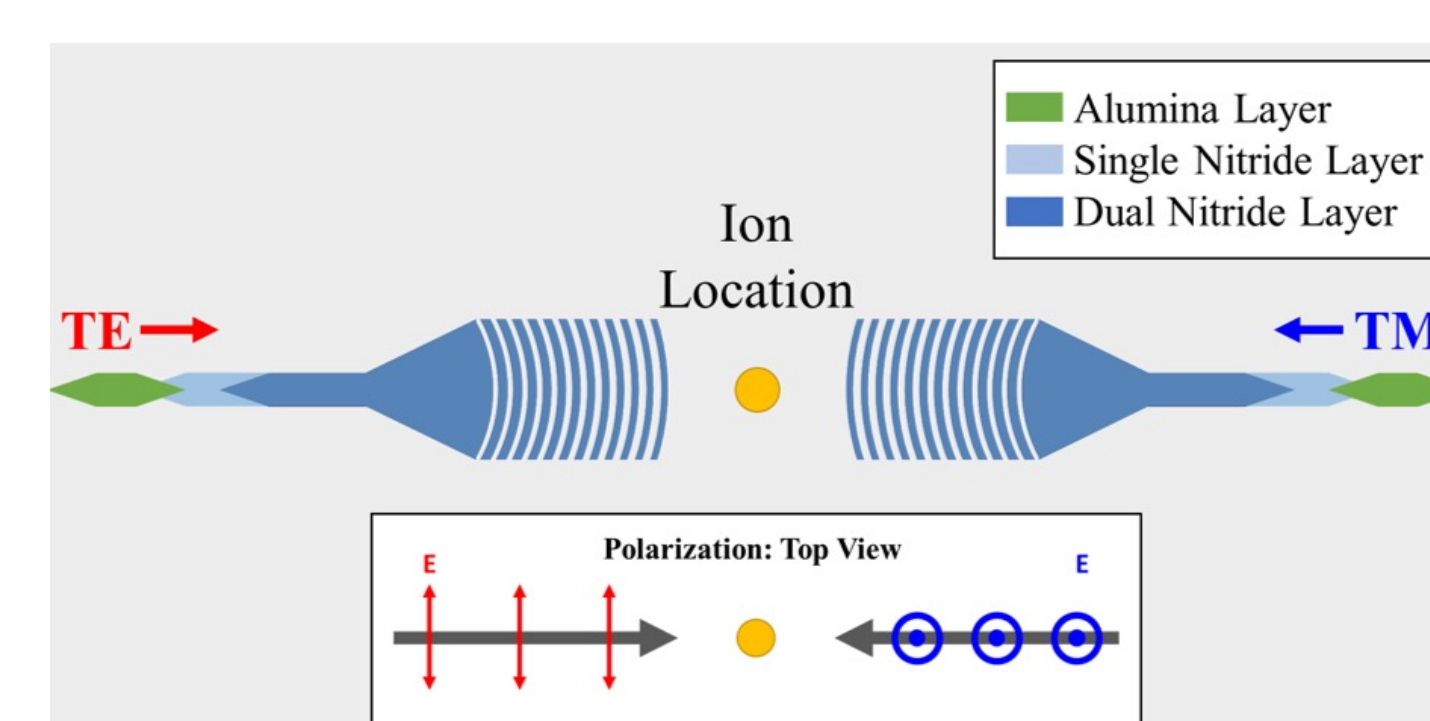 Alumina Layer
Single Nitride Layer
Dual Nitride Layer
Ion
Location
TE
TM
Polarization: Top View
E
E